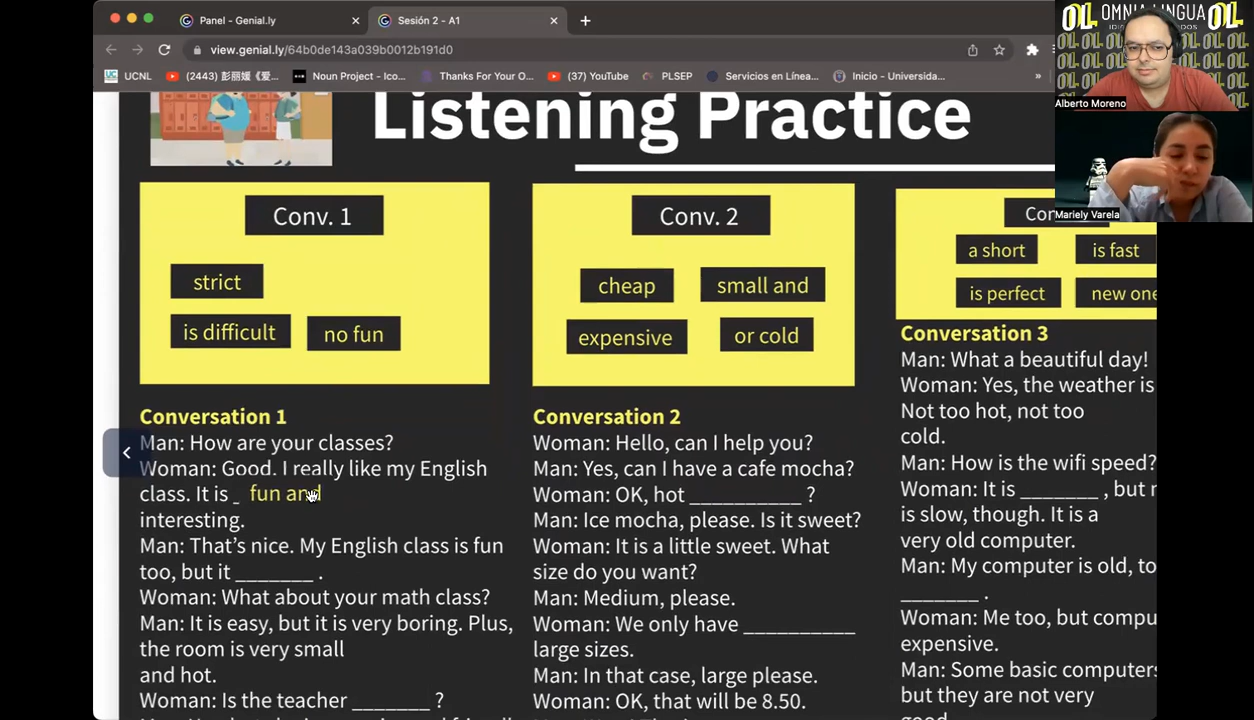 Panel - Genial.ly
Sesión 2 - A1
view.genial.ly/64b0de143a039b0012b191d0
UCNL
(2443) 彭丽媛《爱...
Noun Project - Ico...
Thanks For Your O...
(37) YouTube
PLSEP
Servicios en Línea...
Inicio - Universida...
»
OMNIA LINGUA
Alberto Moreno
Mariely Varela
Listening Practice
Conv. 1
strict
is difficult
no fun
Conv. 2
cheap
small and
expensive
or cold
a short
is fast
is perfect
new one
Conversation 1
Man: How are your classes?
Woman: Good. I really like my English
class. It is _ fun and
interesting.
Man: That's nice. My English class is fun
too, but it _______ .
Woman: What about your math class?
Man: It is easy, but it is very boring. Plus,
the room is very small
and hot.
Woman: Is the teacher _______ ?
Conversation 2
Woman: Hello, can I help you?
Man: Yes, can I have a cafe mocha?
Woman: OK, hot __________ ?
Man: Ice mocha, please. Is it sweet?
Woman: It is a little sweet. What
size do you want?
Man: Medium, please.
Woman: We only have __________
large sizes.
Man: In that case, large please.
Woman: OK, that will be 8.50.
Conversation 3
Man: What a beautiful day!
Woman: Yes, the weather is
Not too hot, not too
cold.
Man: How is the wifi speed?
Woman: It is _______ , but
is slow, though. It is a
very old computer.
Man: My computer is old, to
_______ .
Woman: Me too, but compu
expensive.
Man: Some basic computers
but they are not very